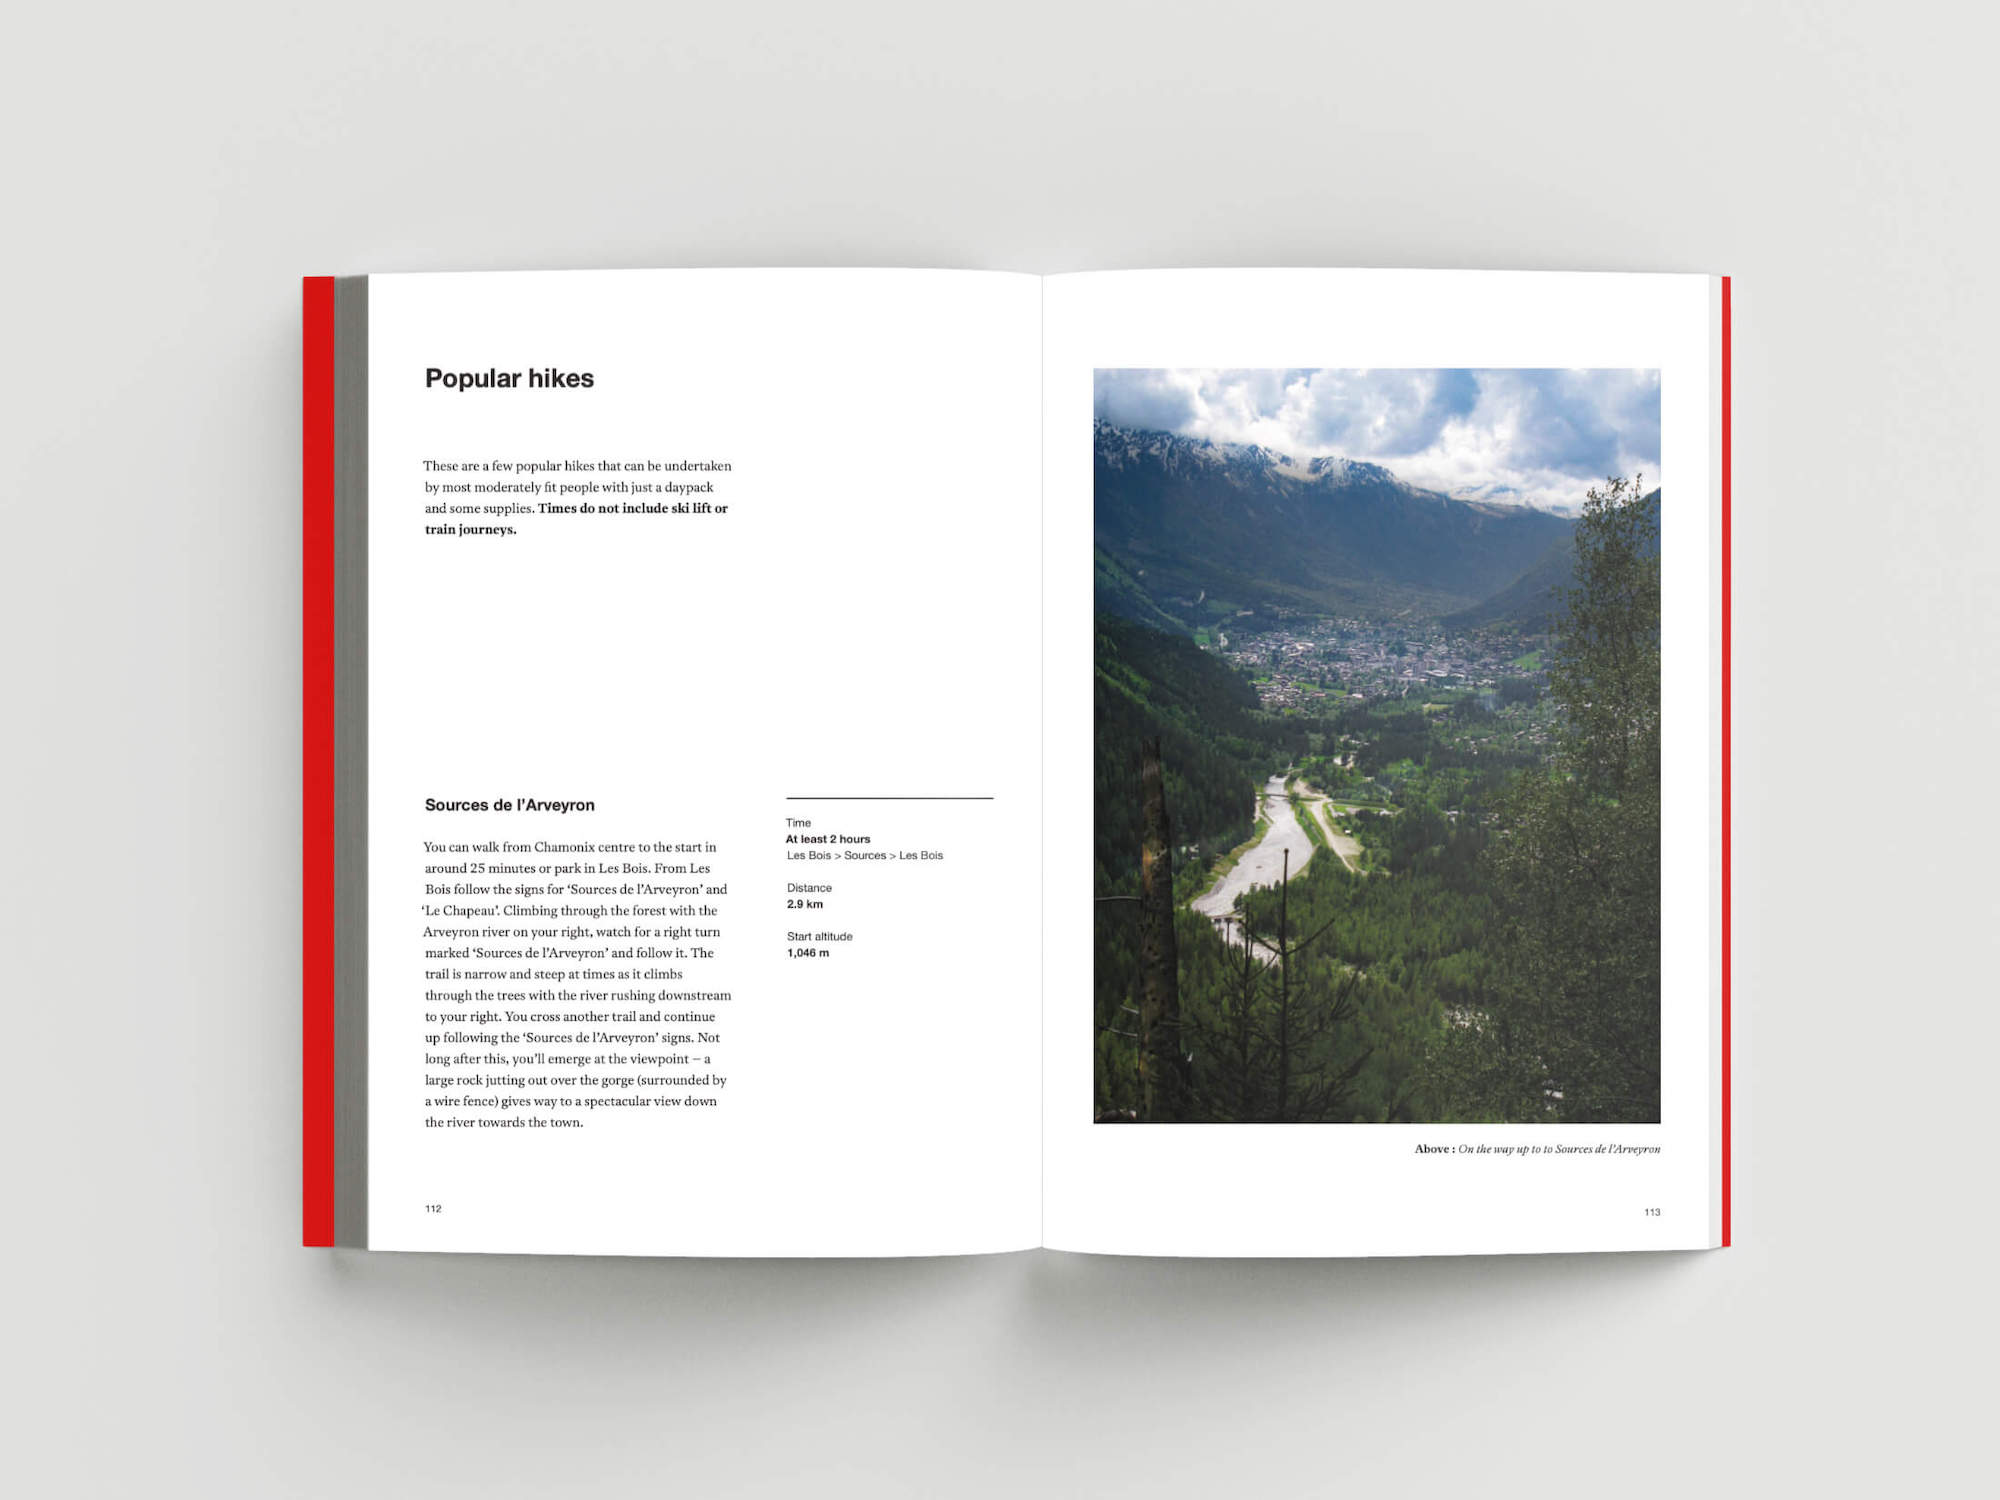 Popular hikes
These are a few popular hikes that can be undertaken
by most moderately fit people with just a daypack
and some supplies. Times do not include ski lift or
train journeys.
Sources de l’Arveyron
You can walk from Chamonix centre to the start in
around 25 minutes or park in Les Bois. From Les
Bois follow the signs for ‘Sources de l’Arveyron’ and
‘Le Chapeau’. Climbing through the forest with the
Arveyron river on your right, watch for a right turn
marked ‘Sources de l’Arveyron’ and follow it. The
trail is narrow and steep at times as it climbs
through the trees with the river rushing downstream
to your right. You cross another trail and continue
up following the ‘Sources de l’Arveyron’ signs. Not
long after this, you’ll emerge at the viewpoint – a
large rock jutting out over the gorge (surrounded by
a wire fence) gives way to a spectacular view down
the river towards the town.
Time
At least 2 hours
Les Bois > Sources > Les Bois
Distance
2.9 km
Start altitude
1,046 m
112
Above : On the way up to to Sources de l’Arveyron
113